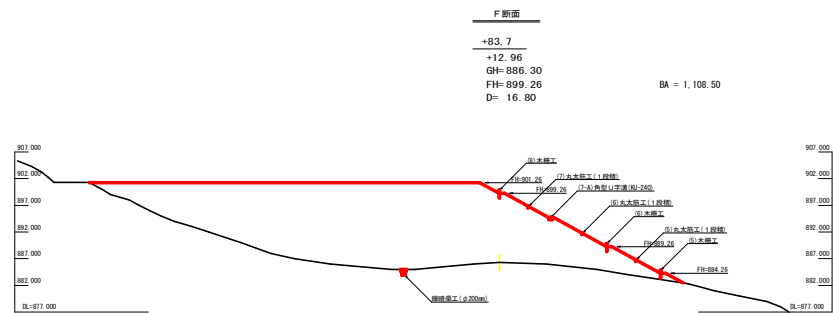 F断面
+83.7
+12.96
GH=886.30
FH=899.26
D= 16.80
BA = 1,108.50
907.000
902.000
897.000
892.000
887.000
882.000
DL=877.000
(8)木柵工
FH=901.26
(7)丸太筋工(1段積)
FH=899.26
(7-A)角型U字溝(KU-240)
(6)丸太筋工(1段積)
(6)木柵工
(5)丸太筋工(1段積)
FH=889.26
(5)木柵工
FH=884.26
暗渠工(φ200mm)
907.000
902.000
897.000
892.000
887.000
882.000
DL=877.000